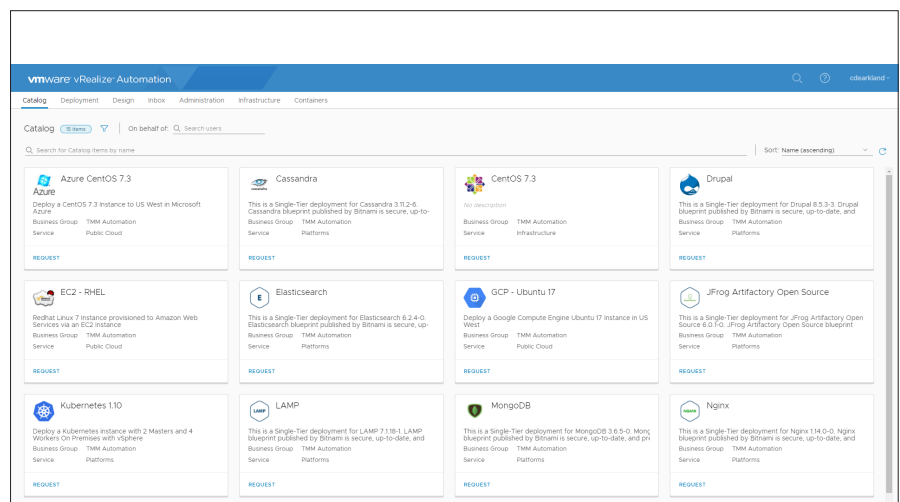 vmware vRealize Automation
cdearkland
Catalog Deployment Design Inbox Administration Infrastructure Containers
Catalog 15 items On behalf of: Search users
Search for Catalog items by name Sort: Name (ascending)
Azure CentOS 7.3
Azure
Deploy a CentOS 7.3 instance to US West in Microsoft
Azure
Business Group TMM Automation
Service Public Cloud
REQUEST
Cassandra
This is a Single-Tier deployment for Cassandra 3.11.2-6.
Cassandra blueprint published by Bitnami is secure, up-to-
Business Group TMM Automation
Service Platforms
REQUEST
CentOS 7.3
No description
Business Group TMM Automation
Service Infrastructure
REQUEST
Drupal
This is a Single-Tier deployment for Drupal 8.5.3-3. Drupal
blueprint published by Bitnami is secure, up-to-date, and
Business Group TMM Automation
Service Platforms
REQUEST
EC2 - RHEL
Redhat Linux 7 Instance provisioned to Amazon Web
Services via an EC2 instance
Business Group TMM Automation
Service Public Cloud
REQUEST
E
Elasticsearch
This is a Single-Tier deployment for Elasticsearch 6.2.4-0.
Elasticsearch blueprint published by Bitnami is secure, up-
Business Group TMM Automation
Service Platforms
REQUEST
GCP - Ubuntu 17
Deploy a Google Compute Engine Ubuntu 17 Instance in US
West
Business Group TMM Automation
Service Public Cloud
REQUEST
JFrog Artifactory Open Source
This is a Single-Tier deployment for JFrog Artifactory Open
Source 6.0.1-0. JFrog Artifactory Open Source blueprint
Business Group TMM Automation
Service Platforms
REQUEST
Kubernetes 1.10
Deploy a Kubernetes instance with 2 Masters and 4
Workers On Premises with vSphere
Business Group TMM Automation
Service Platforms
REQUEST
LAMP
LAMP
This is a Single-Tier deployment for LAMP 7.1.18-1. LAMP
blueprint published by Bitnami is secure, up-to-date, and
Business Group TMM Automation
Service Platforms
REQUEST
MongoDB
This is a Single-Tier deployment for MongoDB 3.6.5-0. Mong
blueprint published by Bitnami is secure, up-to-date, and pr
Business Group TMM Automation
Service Platforms
REQUEST
NGINX
Nginx
This is a Single-Tier deployment for Nginx 1.14.0-0. Nginx
blueprint published by Bitnami is secure, up-to-date, and
Business Group TMM Automation
Service Platforms
REQUEST